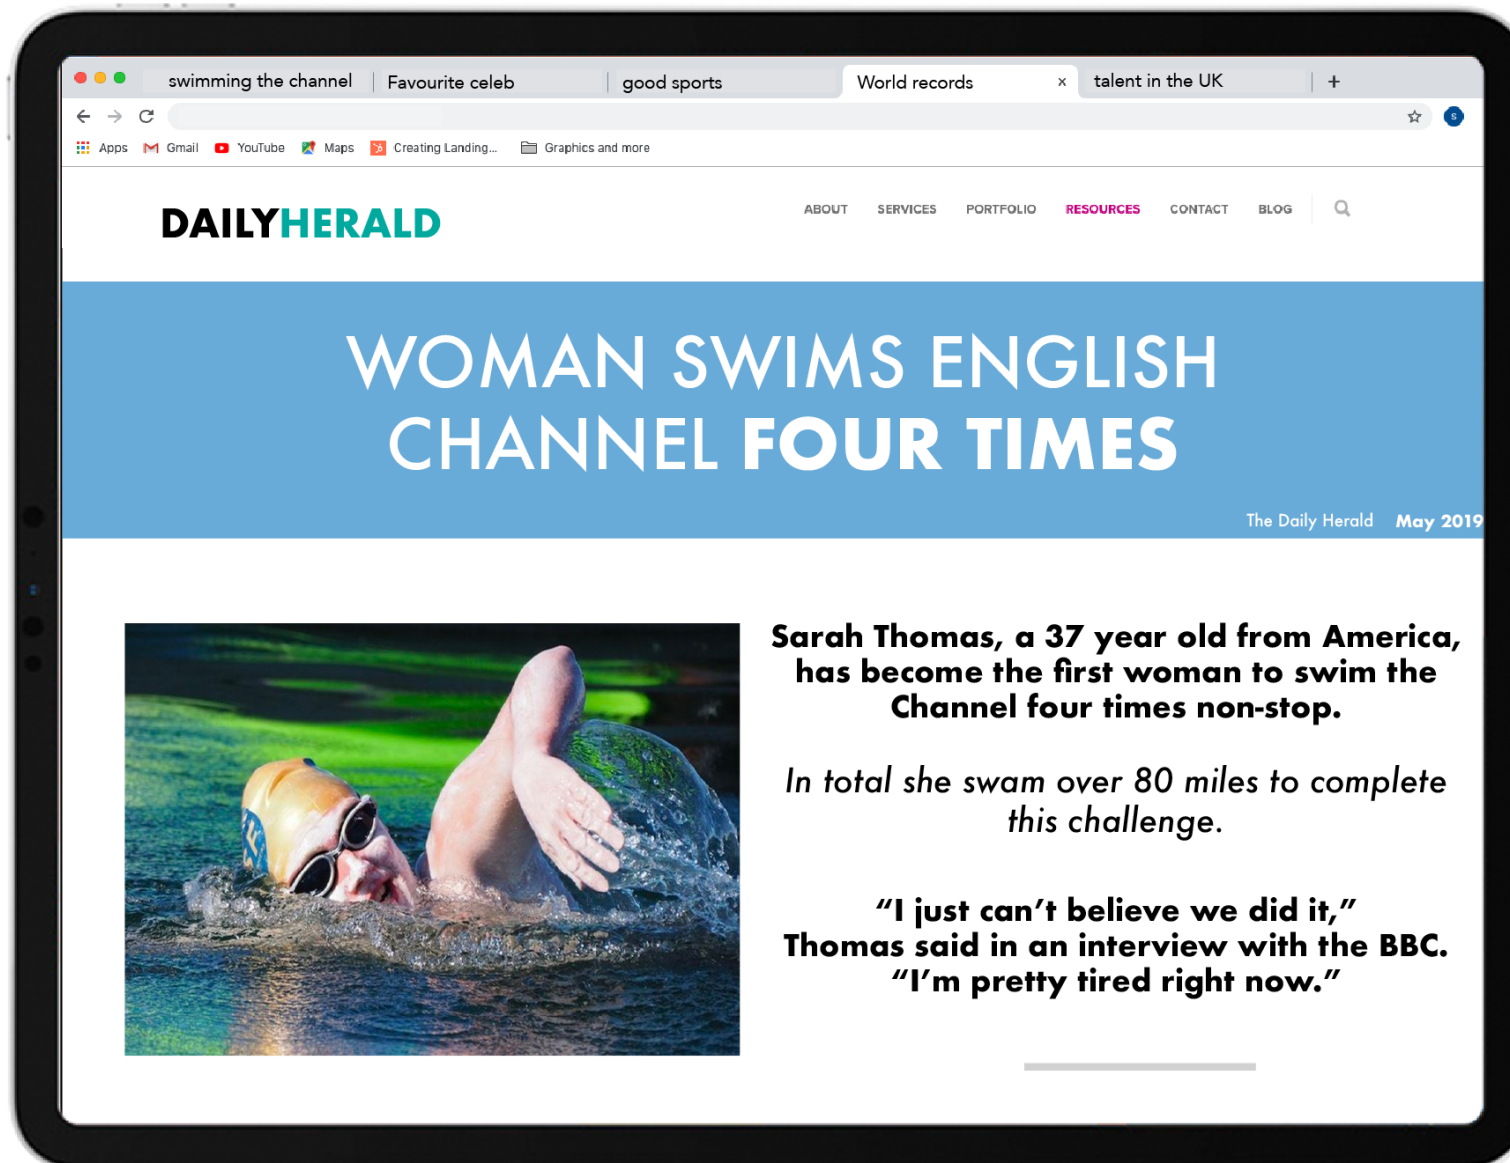 swimming the channel Favourite celeb good sports World records x talent in the UK +
Apps Gmail YouTube Maps Creating Landing... Graphics and more
DAILYHERALD
ABOUT SERVICES PORTFOLIO RESOURCES CONTACT BLOG
WOMAN SWIMS ENGLISH
CHANNEL FOUR TIMES
The Daily Herald May 2019
Sarah Thomas, a 37 year old from America,
has become the first woman to swim the
Channel four times non-stop.
In total she swam over 80 miles to complete
this challenge.
“I just can’t believe we did it,”
Thomas said in an interview with the BBC.
“I’m pretty tired right now.”